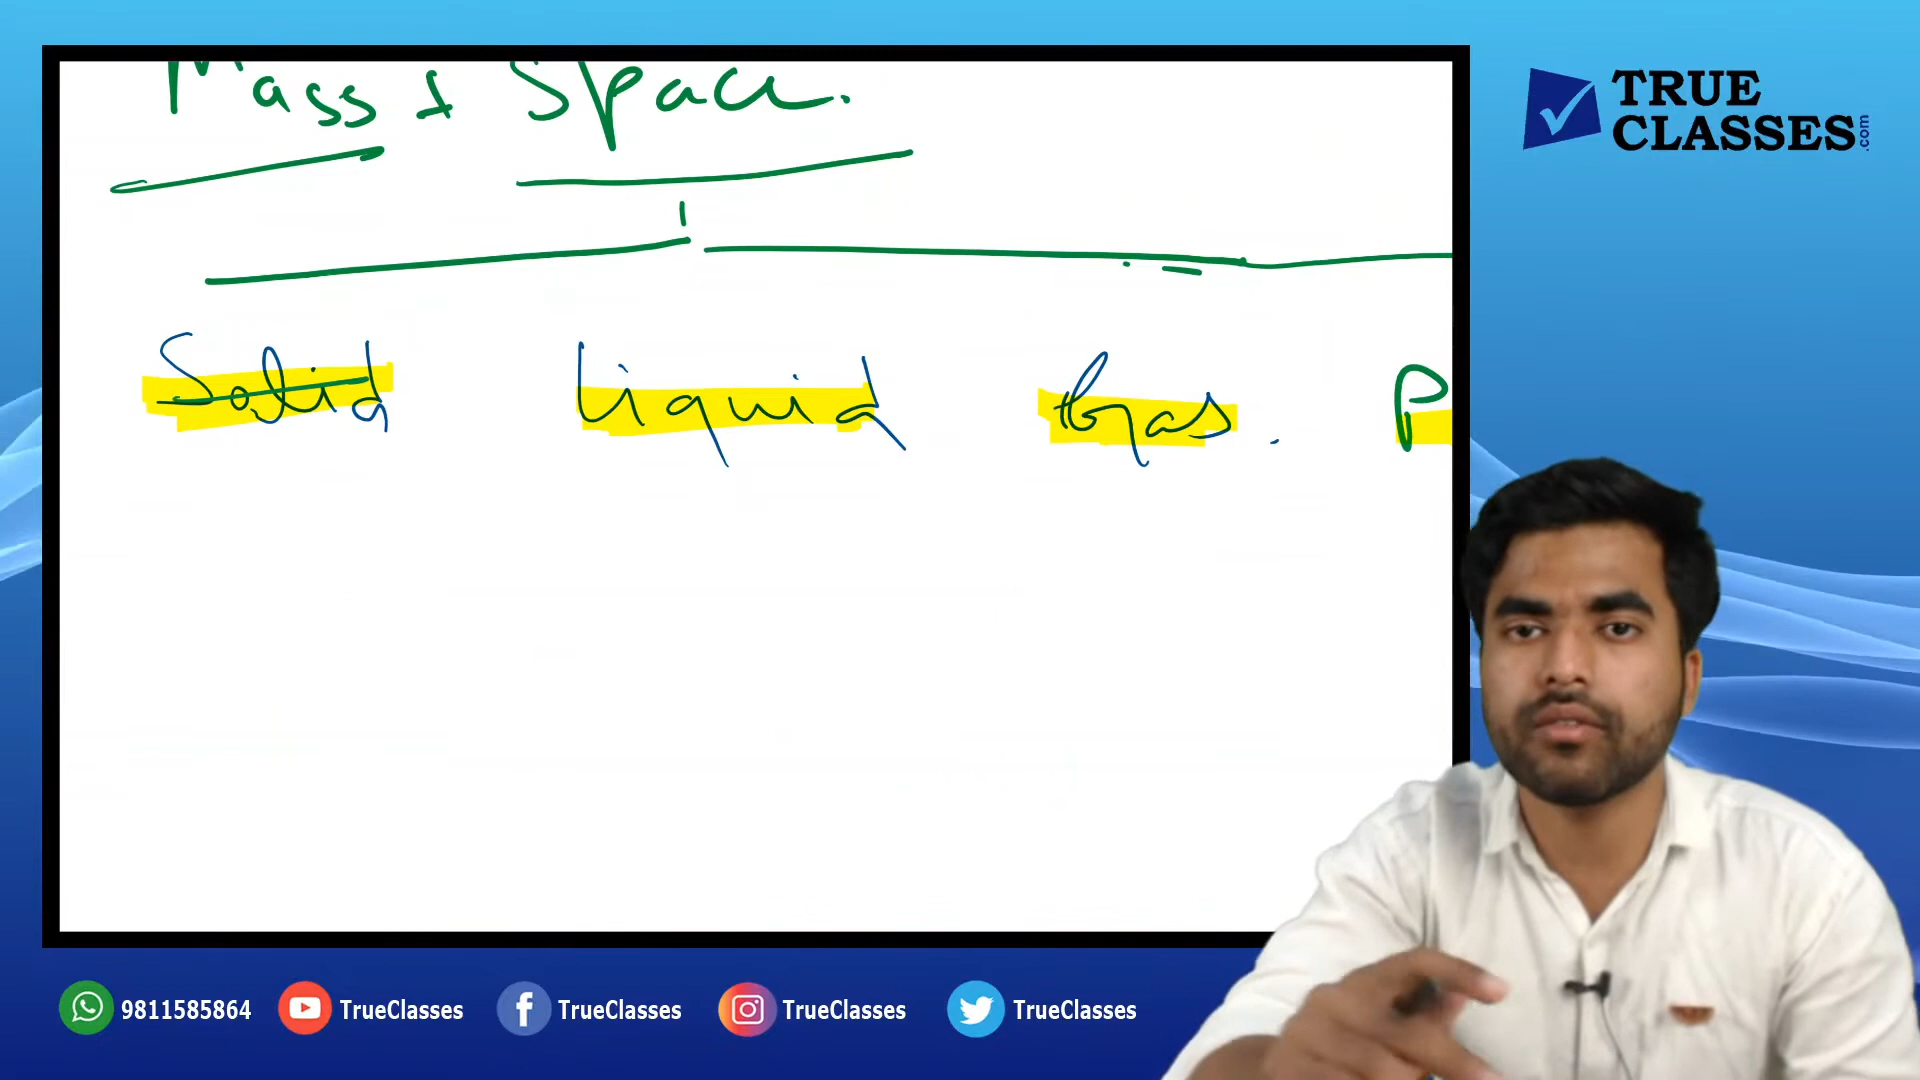 Mass & Space.
Solid Liquid Gas. P
TRUE
CLASSES.com
9811585864 TrueClasses TrueClasses TrueClasses TrueClasses